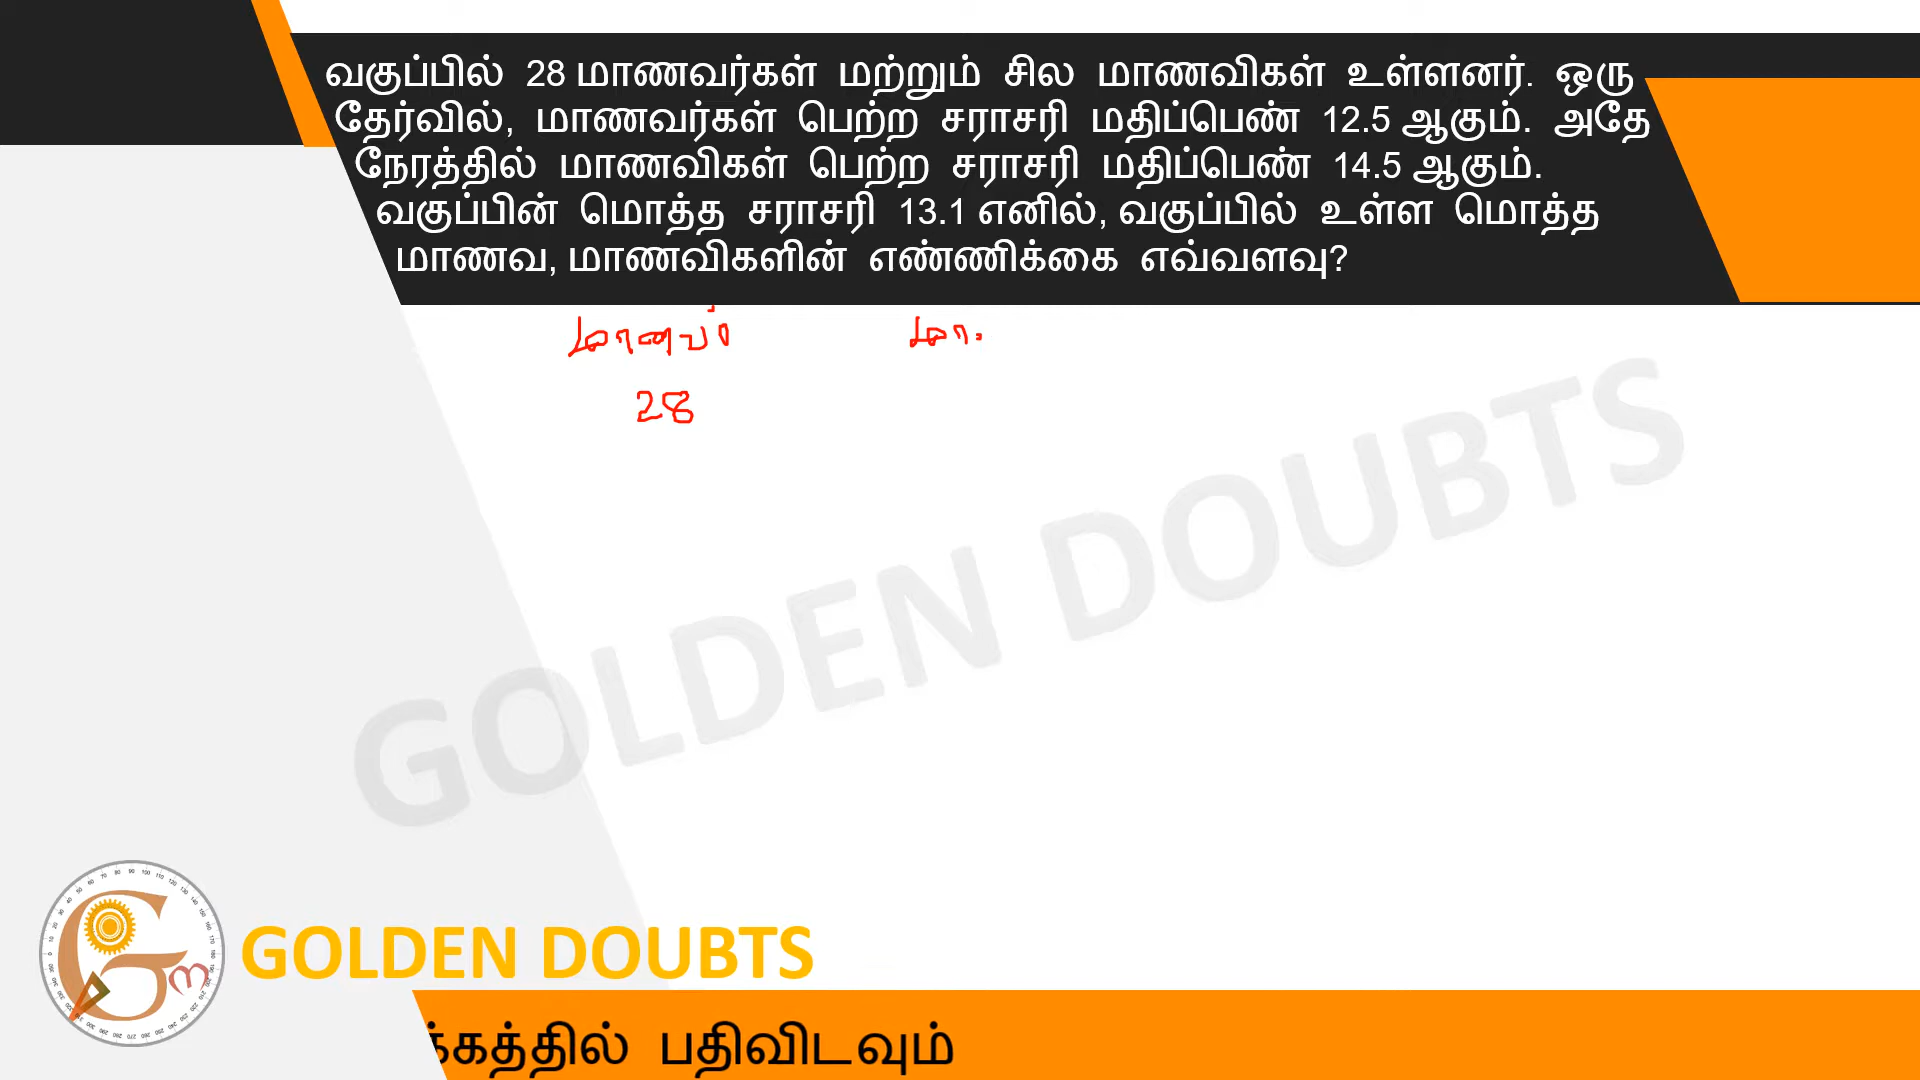 வகுப்பில் 28 மாணவர்கள் மற்றும் சில மாணவிகள் உள்ளனர். ஒரு
தேர்வில், மாணவர்கள் பெற்ற சராசரி மதிப்பெண் 12.5 ஆகும். அதே
நேரத்தில் மாணவிகள் பெற்ற சராசரி மதிப்பெண் 14.5 ஆகும்.
வகுப்பின் மொத்த சராசரி 13.1 எனில், வகுப்பில் உள்ள மொத்த
மாணவ, மாணவிகளின் எண்ணிக்கை எவ்வளவு?
மா.
28
GOLDEN DOUBTS
GOLDEN DOUBTS
க்கத்தில் பதிவிடவும்